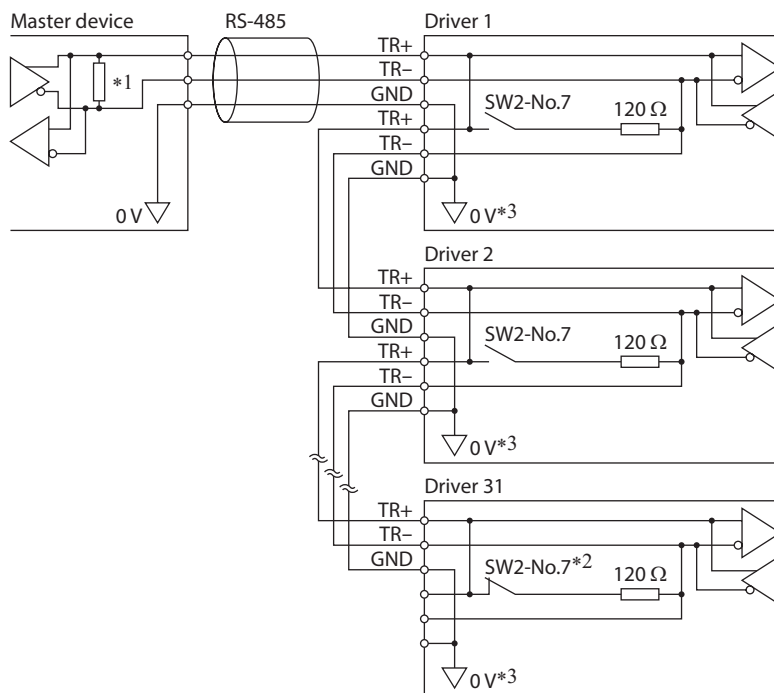 Master device
RS-485
Driver 1
*1
0 V
TR+
TR–
GND
TR+
TR–
GND
SW2-No.7
120 Ω
0 V*3
Driver 2
TR+
TR–
GND
TR+
TR–
GND
SW2-No.7
120 Ω
0 V*3
Driver 31
TR+
TR–
GND
SW2-No.7*2
120 Ω
0 V*3